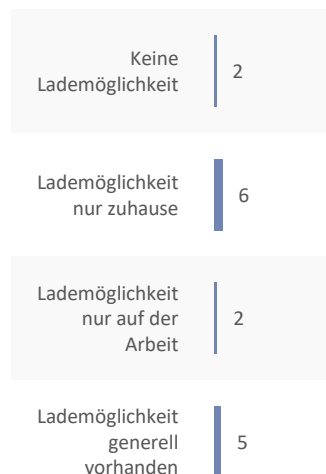 Keine
Lademöglichkeit
2
Lademöglichkeit
nur zuhause
6
Lademöglichkeit
nur auf der
Arbeit
2
Lademöglichkeit
generell
vorhanden
5